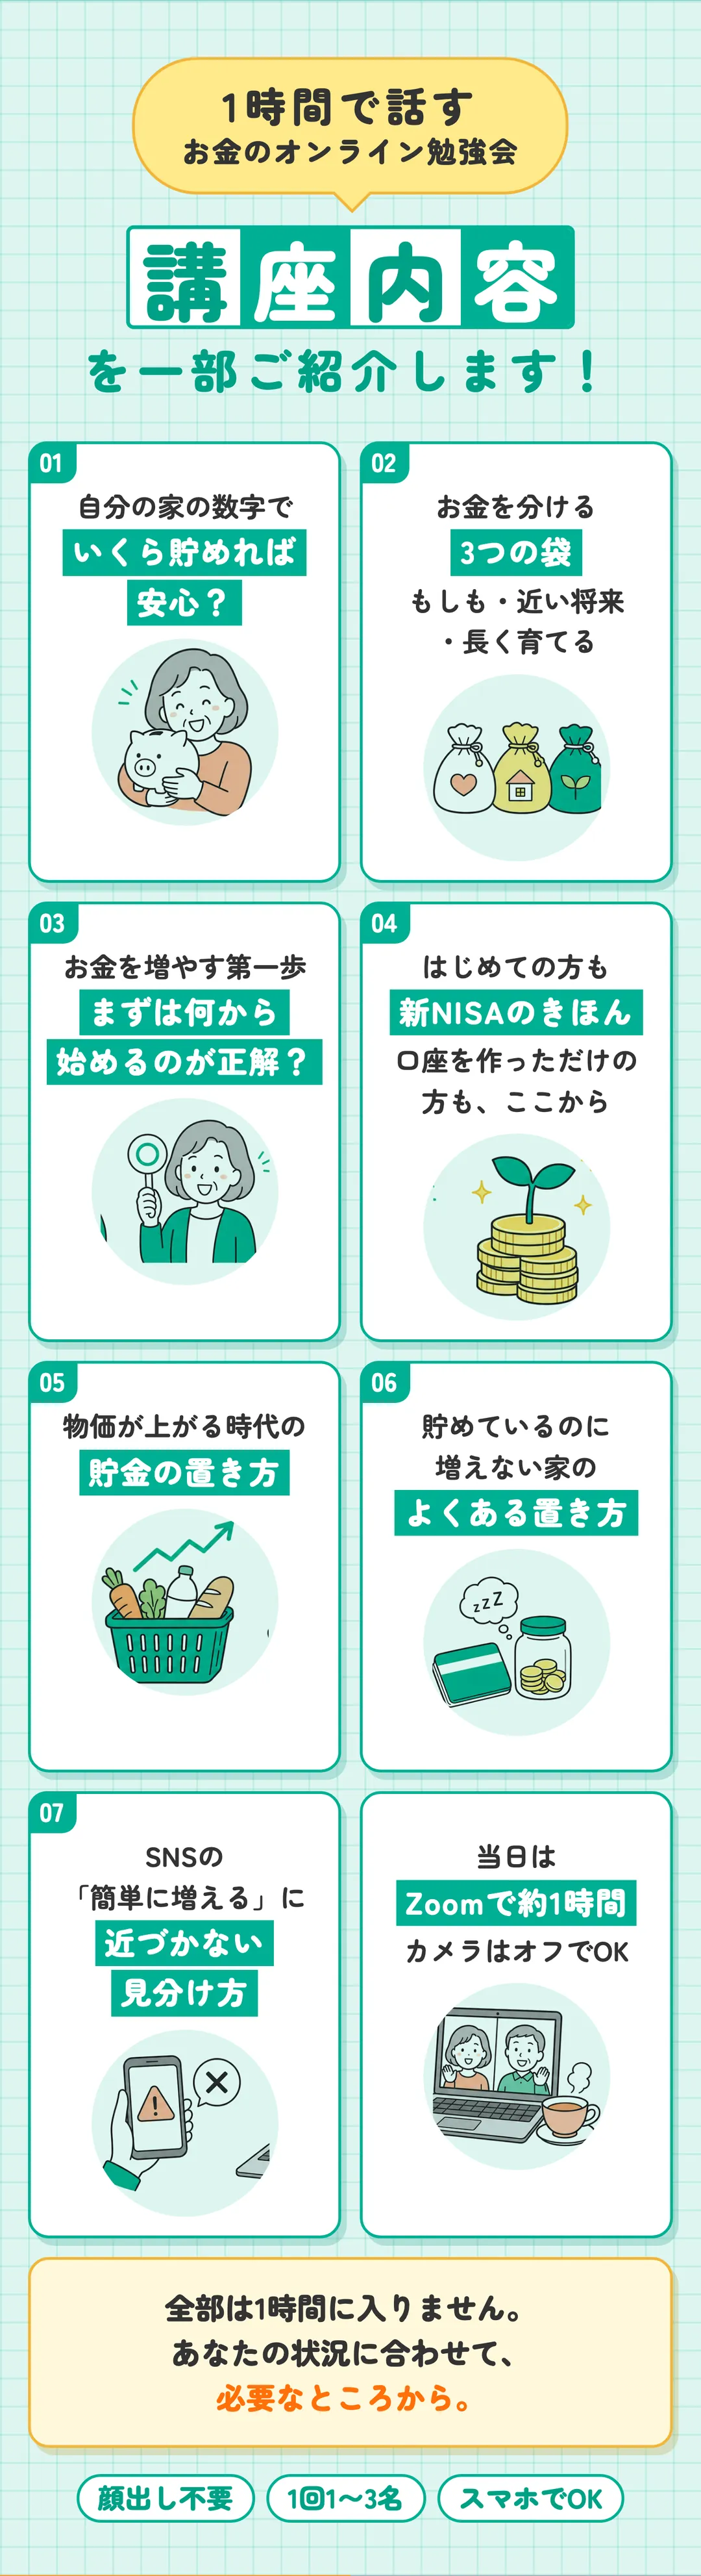 1時間で話す
お金のオンライン勉強会
講座内容
を一部ご紹介します！
01
自分の家の数字で
いくら貯めれば
安心？
02
お金を分ける
3つの袋
もしも・近い将来
・長く育てる
03
お金を増やす第一歩
まずは何から
始めるのが正解？
04
はじめての方も
新NISAのきほん
口座を作っただけの
方も、ここから
05
物価が上がる時代の
貯金の置き方
06
貯めているのに
増えない家の
よくある置き方
zzZ
07
SNSの
「簡単に増える」に
近づかない
見分け方
!
当日は
Zoomで約1時間
カメラはオフでOK
全部は1時間に入りません。
あなたの状況に合わせて、
必要なところから。
顔出し不要
1回1〜3名
スマホでOK